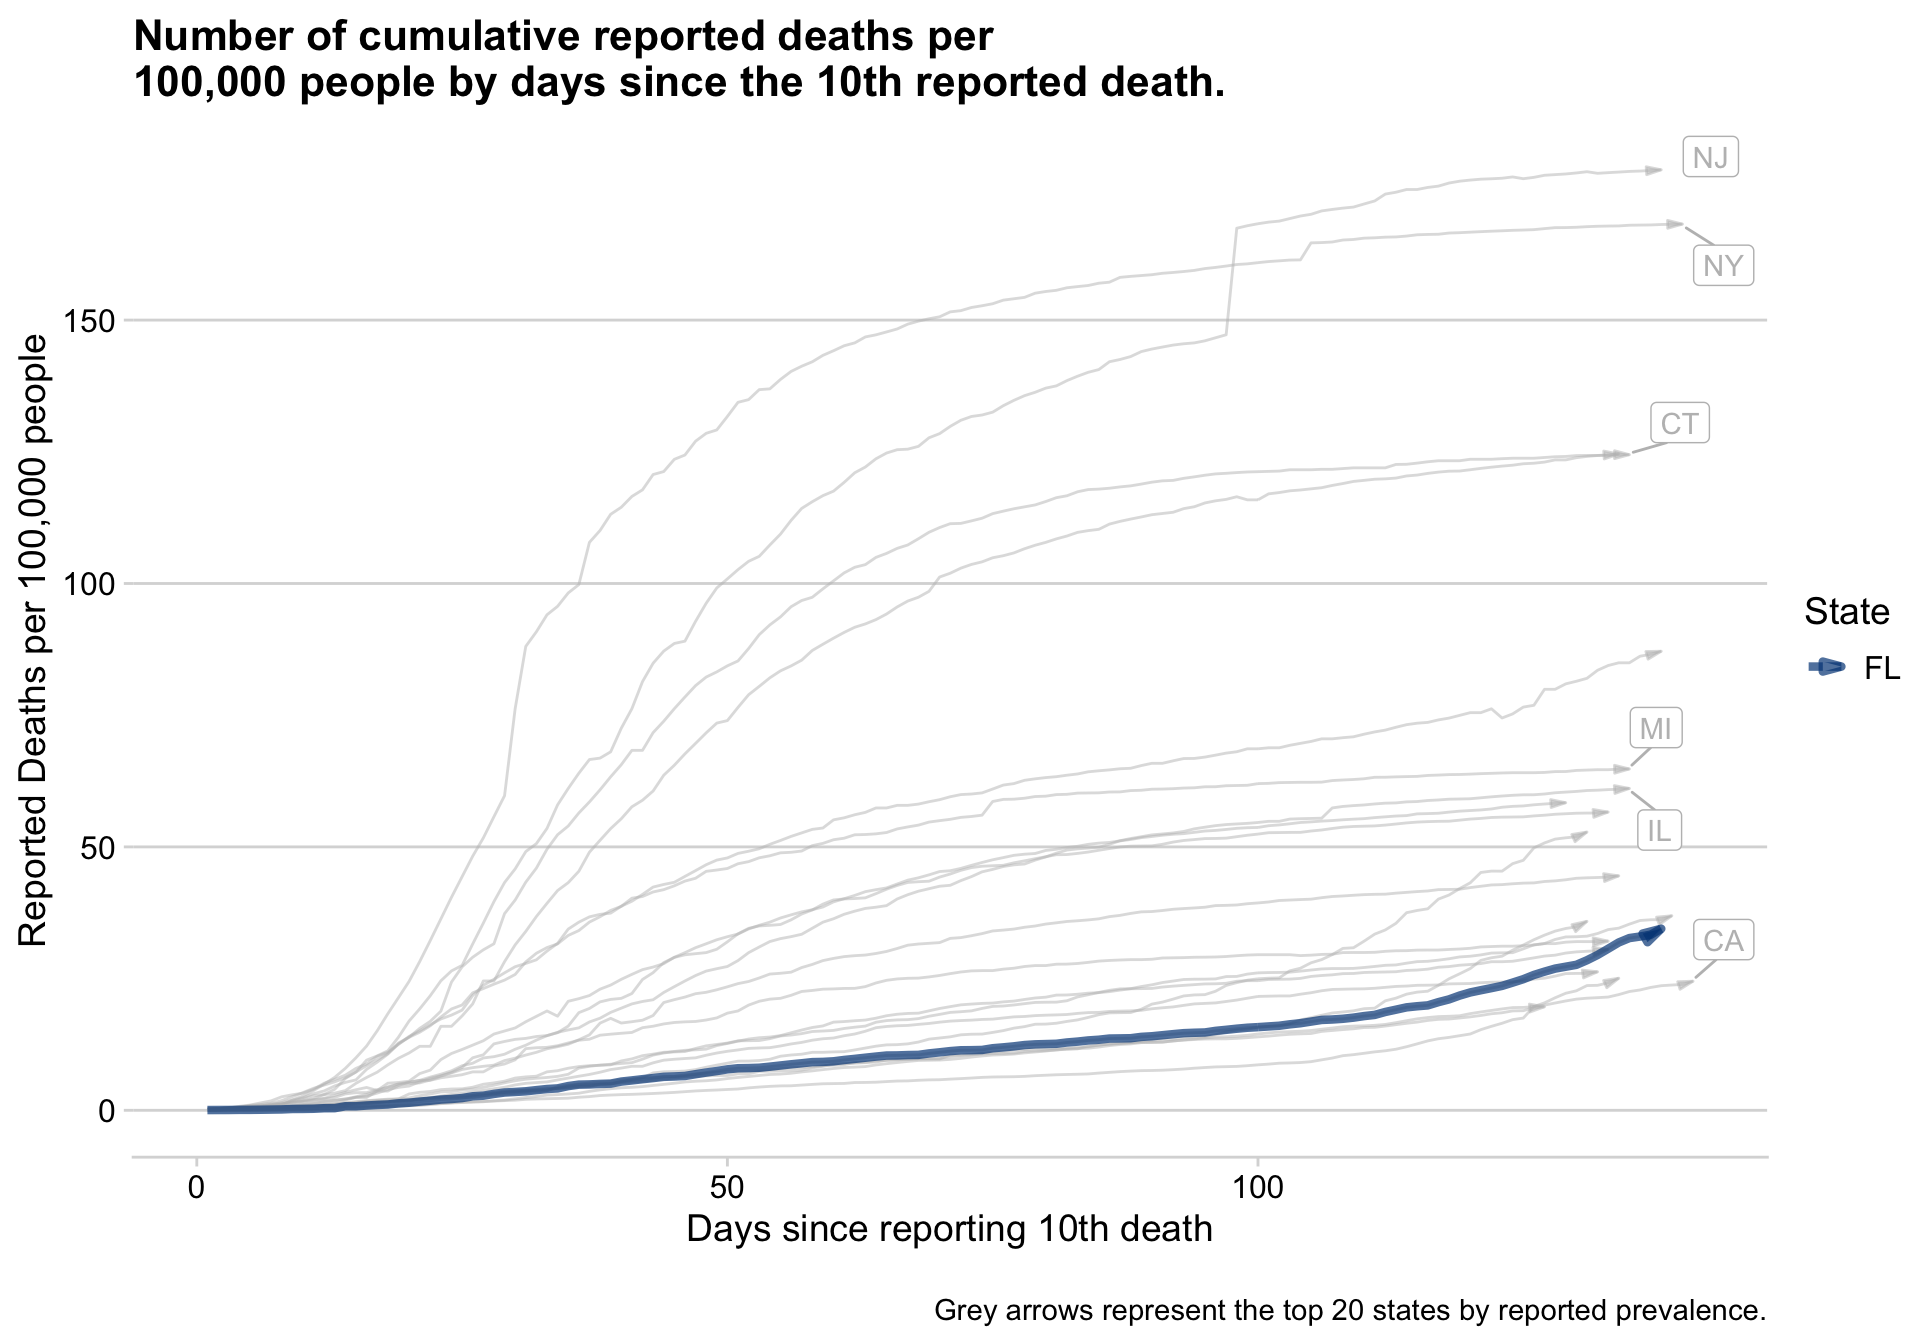 Number of cumulative reported deaths per
100,000 people by days since the 10th reported death.
NJ
NY
150
CT
100
State
FL
MI
50
IL
CA
0
Reported Deaths per 100,000 people
0 50 100
Days since reporting 10th death
Grey arrows represent the top 20 states by reported prevalence.